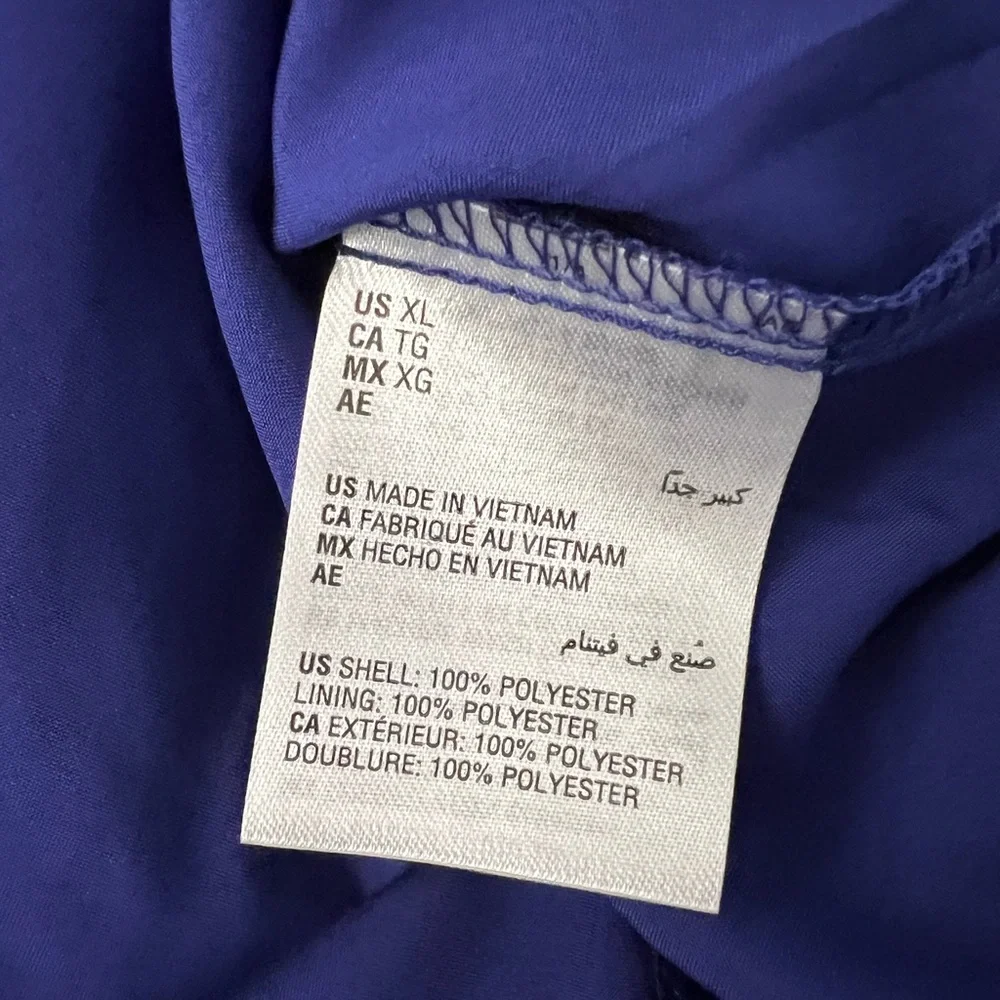 US XL
CA TG
MX XG
AE
كبير جدًا
US MADE IN VIETNAM
CA FABRIQUÉ AU VIETNAM
MX HECHO EN VIETNAM
AE
صُنع في فيتنام
US SHELL: 100% POLYESTER
LINING: 100% POLYESTER
CA EXTÉRIEUR: 100% POLYESTER
DOUBLURE: 100% POLYESTER